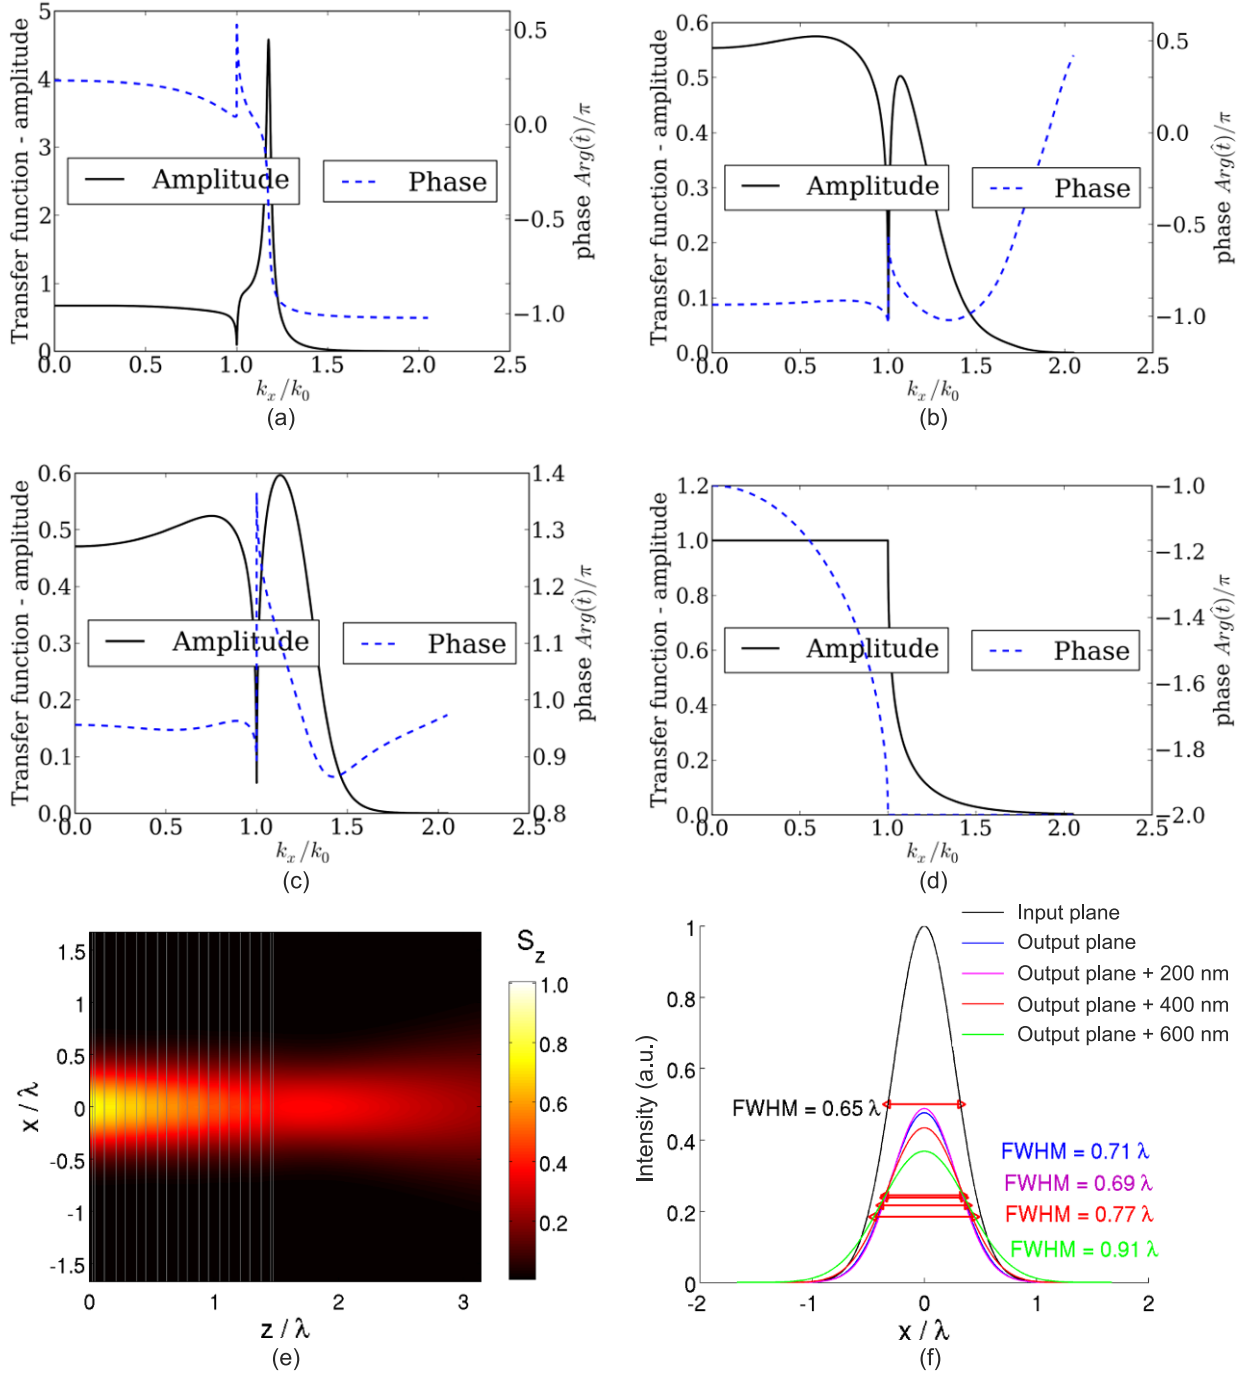 Transfer function - amplitude
5
4
3
2
1
0
0.0
0.5
1.0
1.5
2.0
2.5
0.5
0.0
−0.5
−1.0
phase Arg(t̂)/π
Amplitude
Phase
k_x/k_0
(a)
Transfer function - amplitude
0.6
0.5
0.4
0.3
0.2
0.1
0.0
0.0
0.5
1.0
1.5
2.0
2.5
0.5
0.0
−0.5
−1.0
phase Arg(t̂)/π
Amplitude
Phase
k_x/k_0
(b)
Transfer function - amplitude
0.6
0.5
0.4
0.3
0.2
0.1
0.0
0.0
0.5
1.0
1.5
2.0
2.5
1.4
1.3
1.2
1.1
1.0
0.9
0.8
phase Arg(t̂)/π
Amplitude
Phase
k_x/k_0
(c)
Transfer function - amplitude
1.2
1.0
0.8
0.6
0.4
0.2
0.0
0.0
0.5
1.0
1.5
2.0
2.5
−1.0
−1.2
−1.4
−1.6
−1.8
−2.0
phase Arg(t̂)/π
Amplitude
Phase
k_x/k_0
(d)
x / λ
1.5
1
0.5
0
-0.5
-1
-1.5
0
1
2
3
z / λ
S_z
1.0
0.8
0.6
0.4
0.2
(e)
Input plane
Output plane
Output plane + 200 nm
Output plane + 400 nm
Output plane + 600 nm
Intensity (a.u.)
1
0.8
0.6
0.4
0.2
0
-2
-1
0
1
2
FWHM = 0.65 λ
FWHM = 0.71 λ
FWHM = 0.69 λ
FWHM = 0.77 λ
FWHM = 0.91 λ
x / λ
(f)